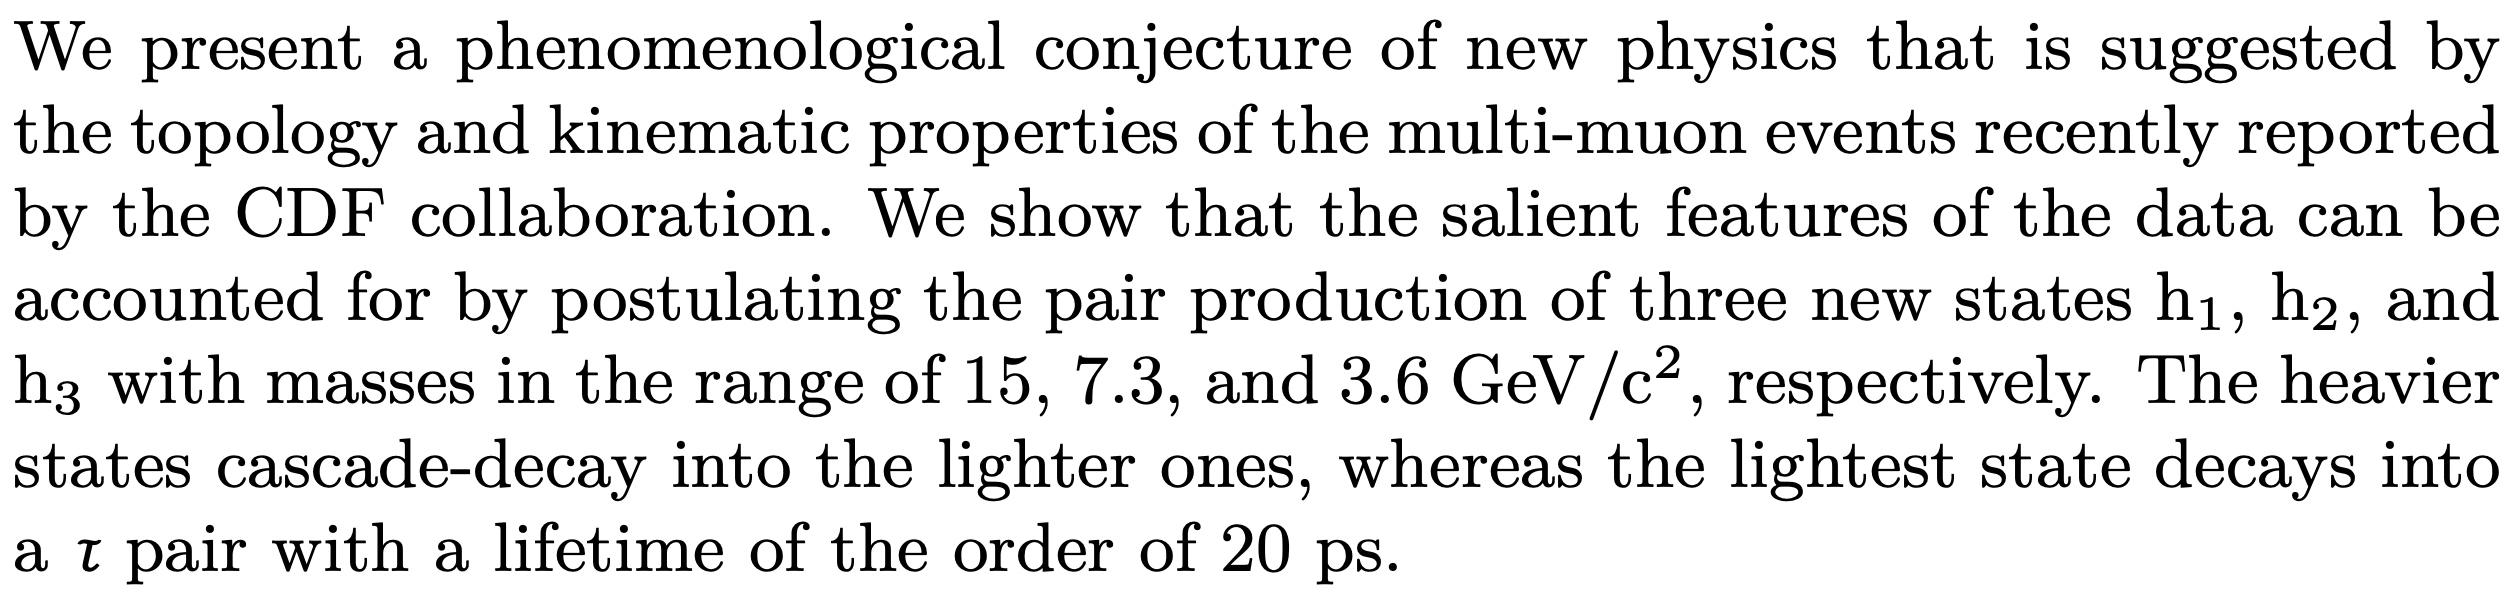 We present a phenomenological conjecture of new physics that is suggested by
the topology and kinematic properties of the multi-muon events recently reported
by the CDF collaboration. We show that the salient features of the data can be
accounted for by postulating the pair production of three new states h₁, h₂, and
h₃ with masses in the range of 15, 7.3, and 3.6 GeV/c², respectively. The heavier
states cascade-decay into the lighter ones, whereas the lightest state decays into
a τ pair with a lifetime of the order of 20 ps.